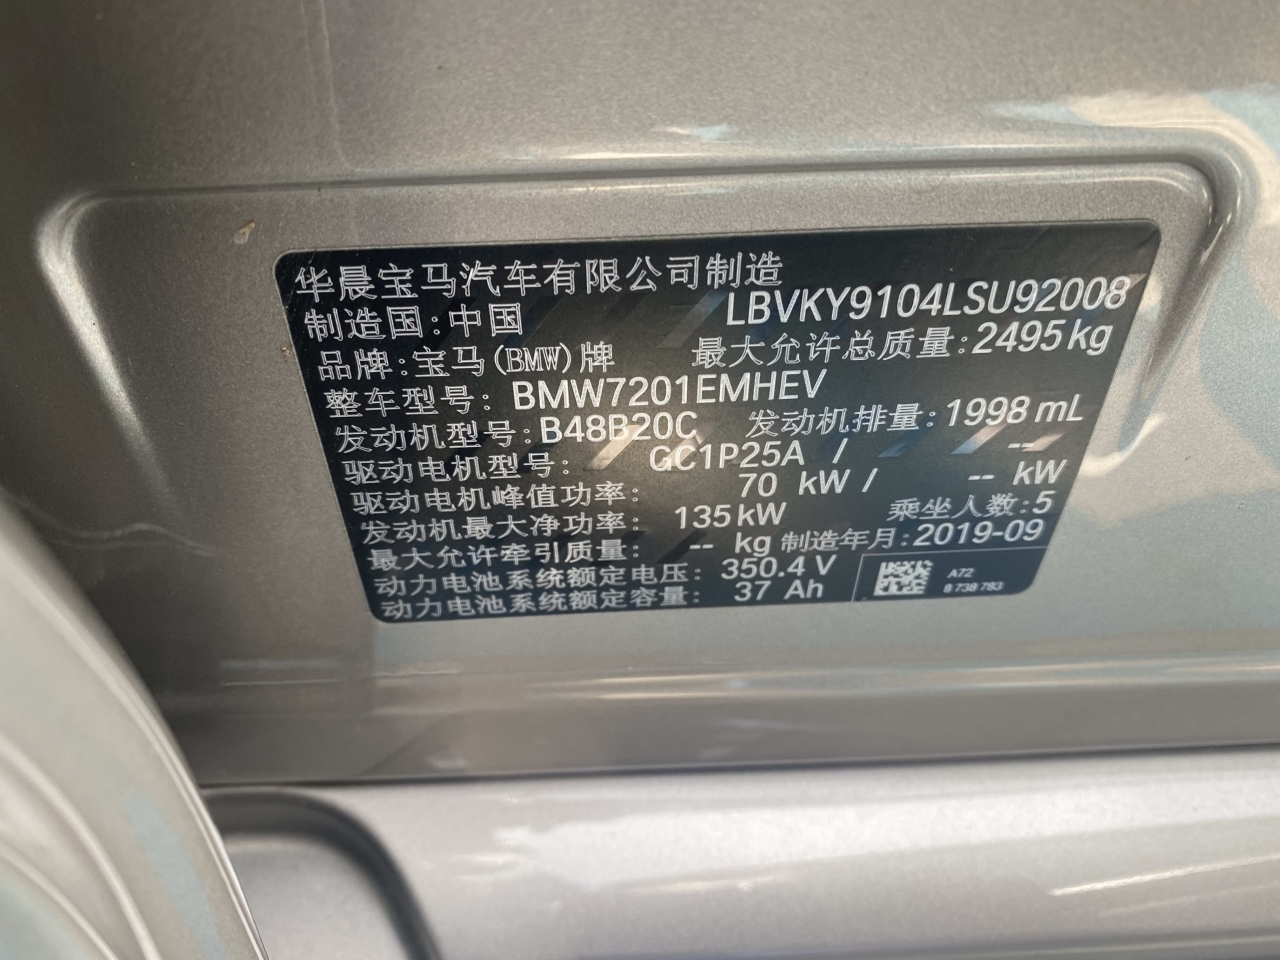 华晨宝马汽车有限公司制造
制造国:中国 LBVKY9104LSU92008
品牌:宝马(BMW)牌 最大允许总质量:2495kg
整车型号: BMW7201EMHEV
发动机型号:B48B20C 发动机排量:1998 mL
驱动电机型号: GC1P25A / --
驱动电机峰值功率: 70 kW / -- kW
发动机最大净功率: 135kW 乘坐人数:5
最大允许牵引质量: -- kg 制造年月:2019-09
动力电池系统额定电压: 350.4 V
动力电池系统额定容量: 37 Ah
A72
8 738 783